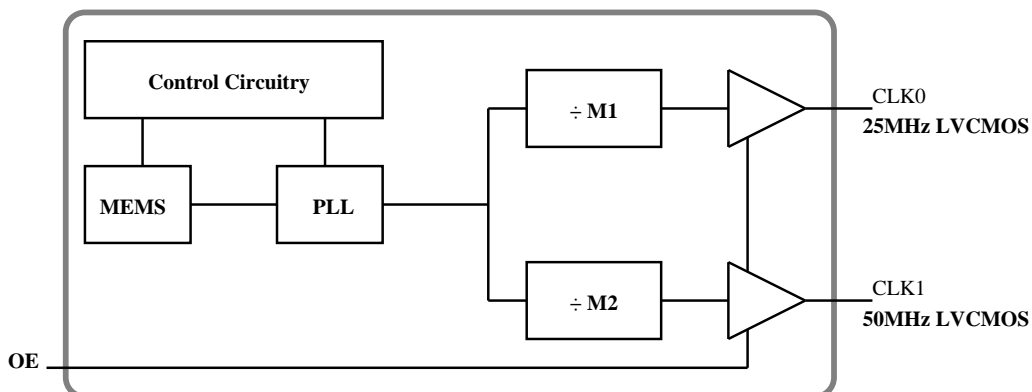 Control Circuitry
MEMS
PLL
÷ M1
÷ M2
CLK0
25MHz LVCMOS
CLK1
50MHz LVCMOS
OE